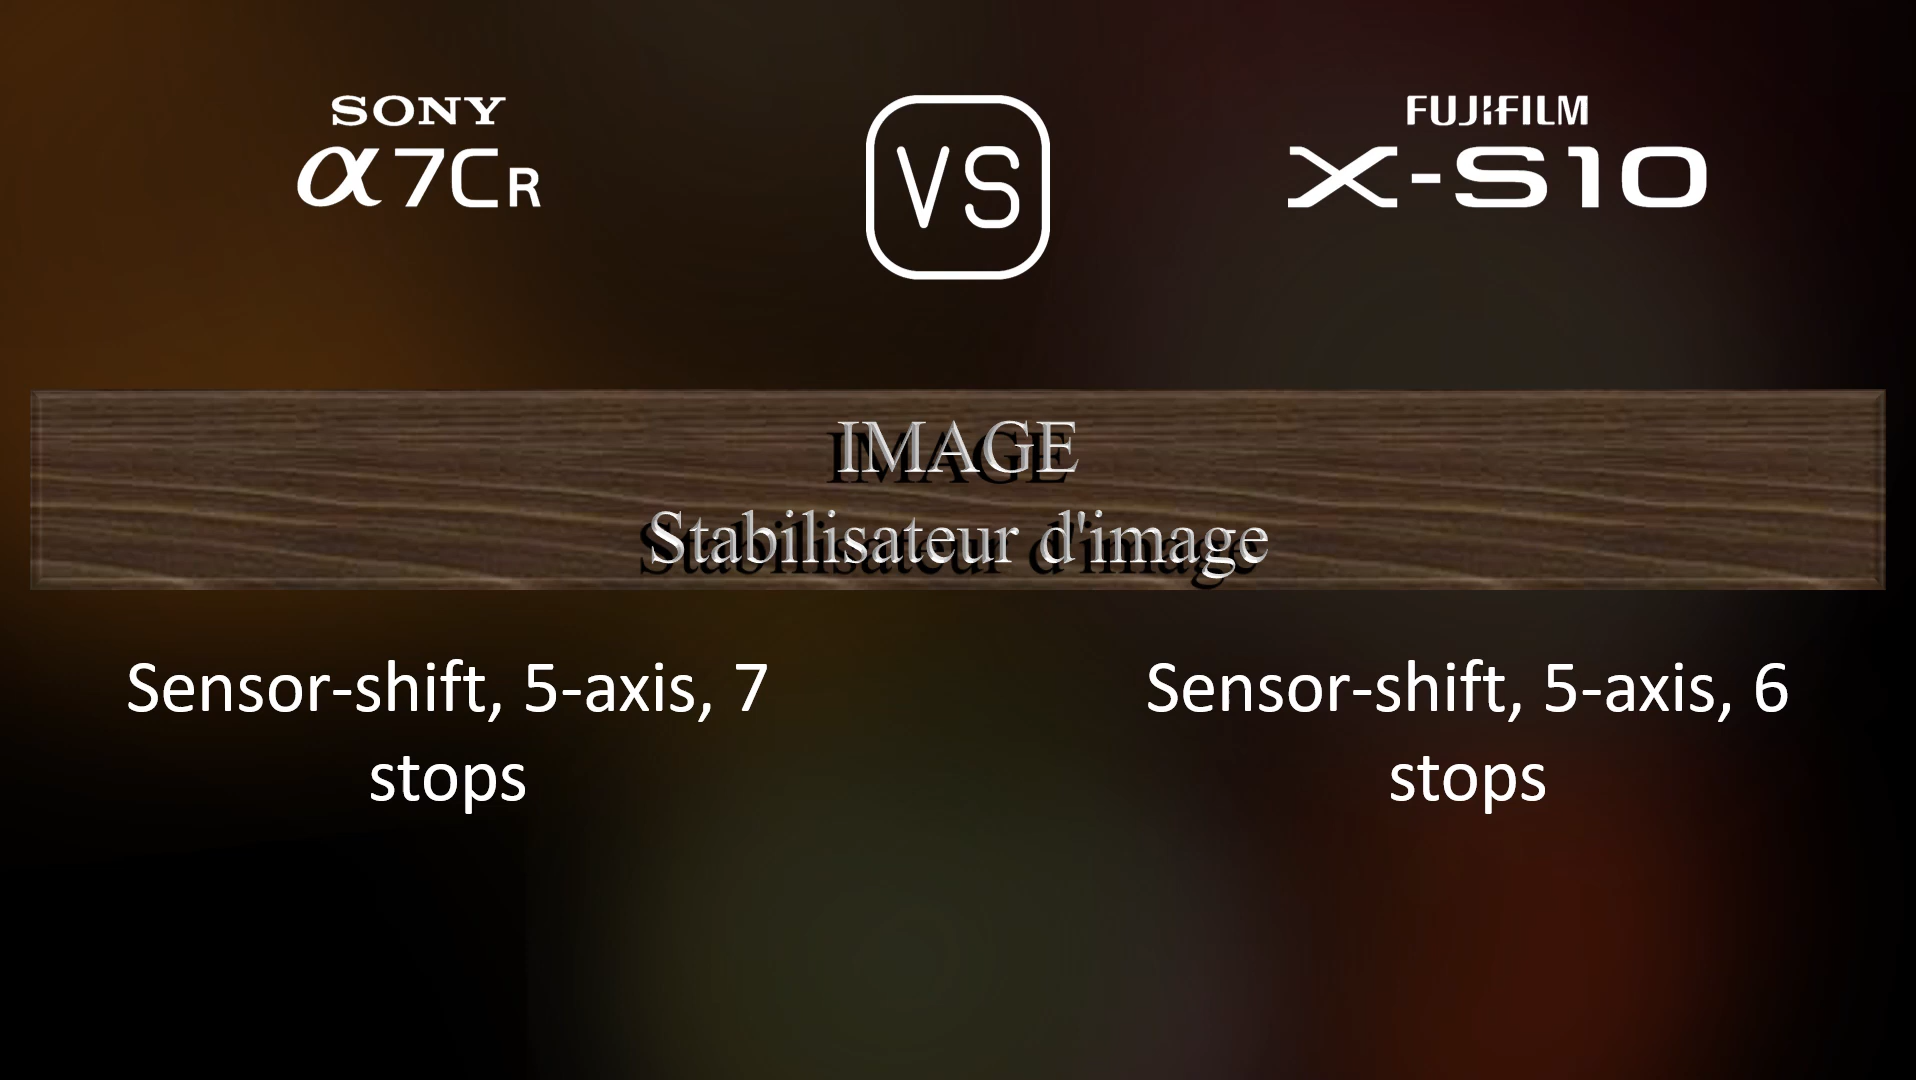 SONY
α7CR
VS
FUJIFILM
X-S10
IMAGE
Stabilisateur d'image
Sensor-shift, 5-axis, 7
stops
Sensor-shift, 5-axis, 6
stops